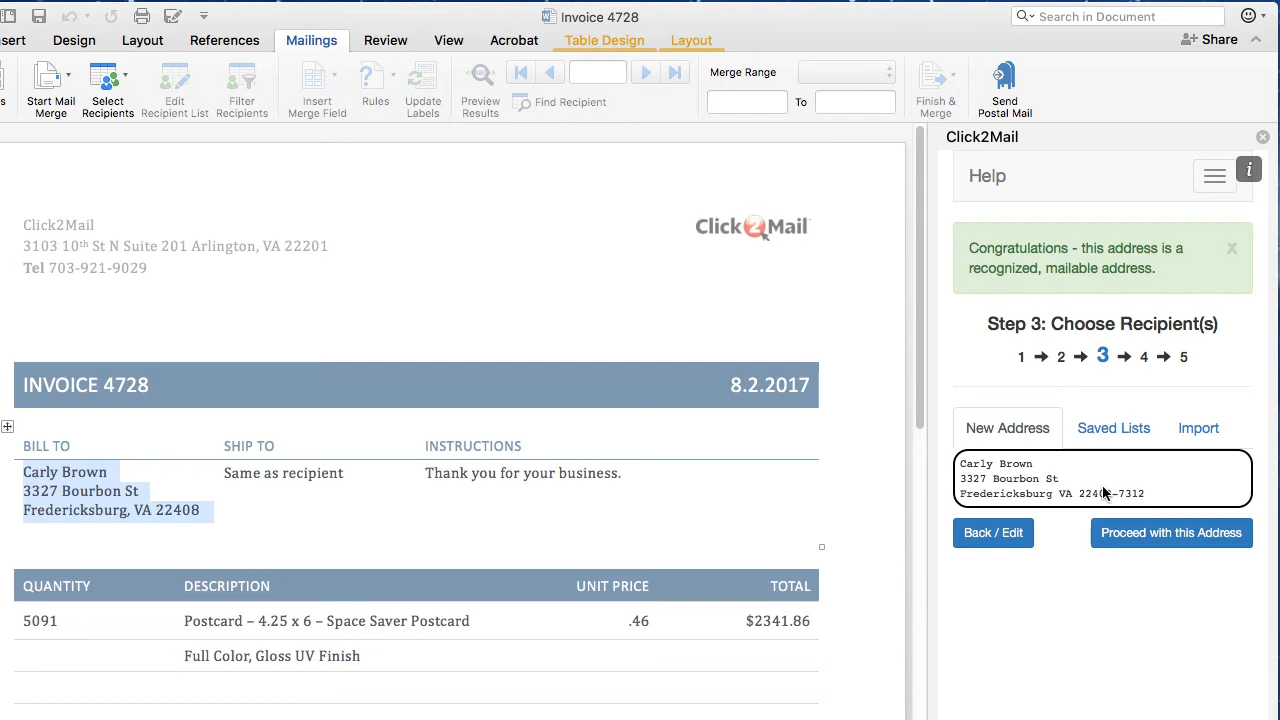 Invoice 4728
Search in Document
sert Design Layout References Mailings Review View Acrobat Table Design Layout
Share
Start Mail Merge
Select Recipients
Edit Recipient List
Filter Recipients
Insert Merge Field
Rules
Update Labels
ABC
Preview Results
Find Recipient
Merge Range
To
Finish & Merge
Send Postal Mail
Click2Mail
3103 10th St N Suite 201 Arlington, VA 22201
Tel 703-921-9029
Click2Mail
INVOICE 4728 8.2.2017
BILL TO SHIP TO INSTRUCTIONS
Carly Brown Same as recipient Thank you for your business.
3327 Bourbon St
Fredericksburg, VA 22408
QUANTITY DESCRIPTION UNIT PRICE TOTAL
5091 Postcard – 4.25 x 6 – Space Saver Postcard .46 $2341.86
Full Color, Gloss UV Finish
Click2Mail
Help
i
Congratulations - this address is a
recognized, mailable address.
x
Step 3: Choose Recipient(s)
1 → 2 → 3 → 4 → 5
New Address Saved Lists Import
Carly Brown
3327 Bourbon St
Fredericksburg VA 22408-7312
Back / Edit Proceed with this Address